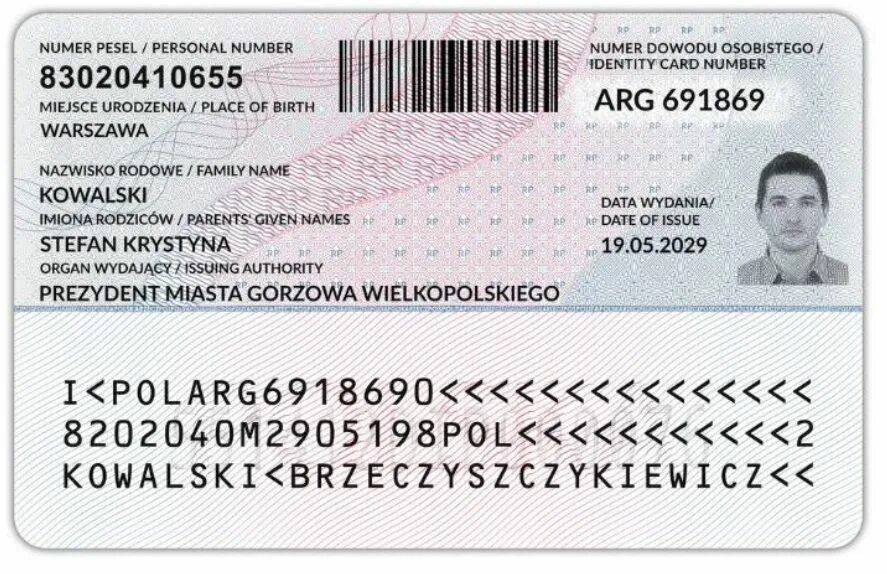 NUMER PESEL / PERSONAL NUMBER
83020410655
MIEJSCE URODZENIA / PLACE OF BIRTH
WARSZAWA
NAZWISKO RODOWE / FAMILY NAME
KOWALSKI
IMIONA RODZICÓW / PARENTS' GIVEN NAMES
STEFAN KRYSTYNA
ORGAN WYDAJĄCY / ISSUING AUTHORITY
PREZYDENT MIASTA GORZOWA WIELKOPOLSKIEGO
NUMER DOWODU OSOBISTEGO /
IDENTITY CARD NUMBER
ARG 691869
DATA WYDANIA/
DATE OF ISSUE
19.05.2029
I<POLARG6918690<<<<<<<<<<<<<<<
8202040M2905198POL<<<<<<<<<<<2
KOWALSKI<BRZECZYSZCZYKIEWICZ<<